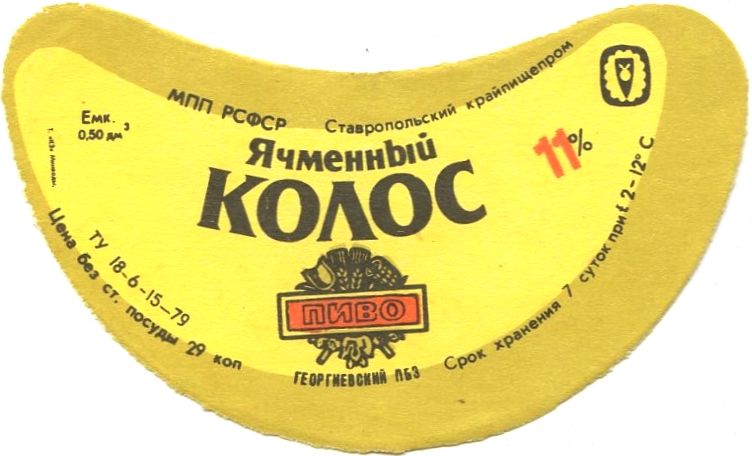 МПП РСФСР Ставропольский крайпищепром
Емк.
0,50 дм³
Ячменный
КОЛОС
11%
ТУ 18-6-15-79
Цена без ст. посуды 29 коп
ПИВО
ГЕОРГИЕВСКИЙ ПБЗ
Срок хранения 7 суток при t 2-12° С